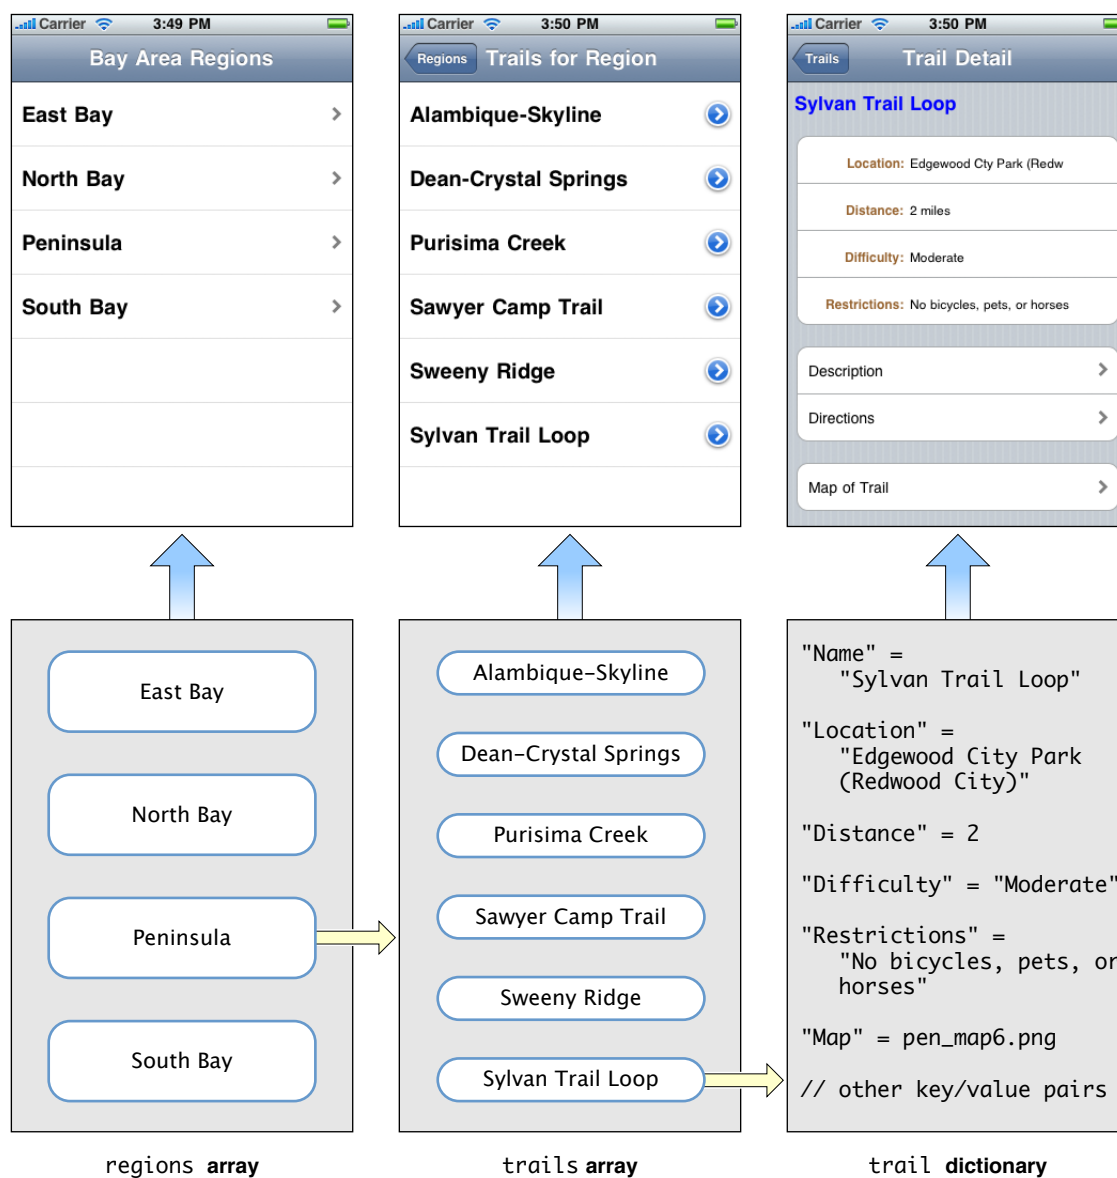 Carrier 3:49 PM
Bay Area Regions
East Bay
North Bay
Peninsula
South Bay
Carrier 3:50 PM
Regions Trails for Region
Alambique-Skyline
Dean-Crystal Springs
Purisima Creek
Sawyer Camp Trail
Sweeny Ridge
Sylvan Trail Loop
Carrier 3:50 PM
Trails Trail Detail
Sylvan Trail Loop
Location: Edgewood Cty Park (Redw
Distance: 2 miles
Difficulty: Moderate
Restrictions: No bicycles, pets, or horses
Description
Directions
Map of Trail
East Bay
North Bay
Peninsula
South Bay
regions array
Alambique-Skyline
Dean-Crystal Springs
Purisima Creek
Sawyer Camp Trail
Sweeny Ridge
Sylvan Trail Loop
trails array
"Name" =
"Sylvan Trail Loop"
"Location" =
"Edgewood City Park
(Redwood City)"
"Distance" = 2
"Difficulty" = "Moderate"
"Restrictions" =
"No bicycles, pets, or
horses"
"Map" = pen_map6.png
// other key/value pairs
trail dictionary